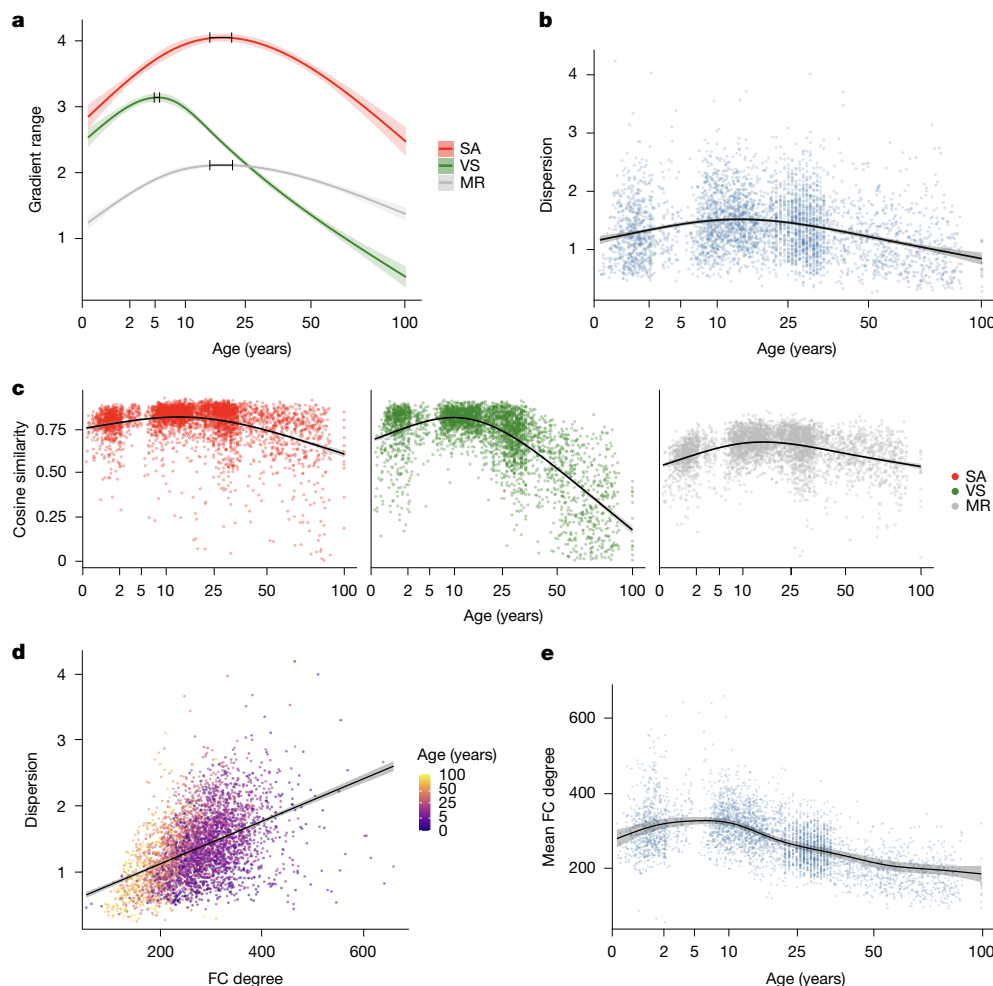 a
4
3
2
1
Gradient range
0 2 5 10 25 50 100
Age (years)
SA
VS
MR
b
4
3
2
1
Dispersion
0 2 5 10 25 50 100
Age (years)
c
0.75
0.50
0.25
0
Cosine similarity
0 2 5 10 25 50 100
0 2 5 10 25 50 100
0 2 5 10 25 50 100
Age (years)
SA
VS
MR
d
4
3
2
1
Dispersion
200 400 600
FC degree
Age (years)
100
50
25
5
0
e
600
400
200
Mean FC degree
0 2 5 10 25 50 100
Age (years)